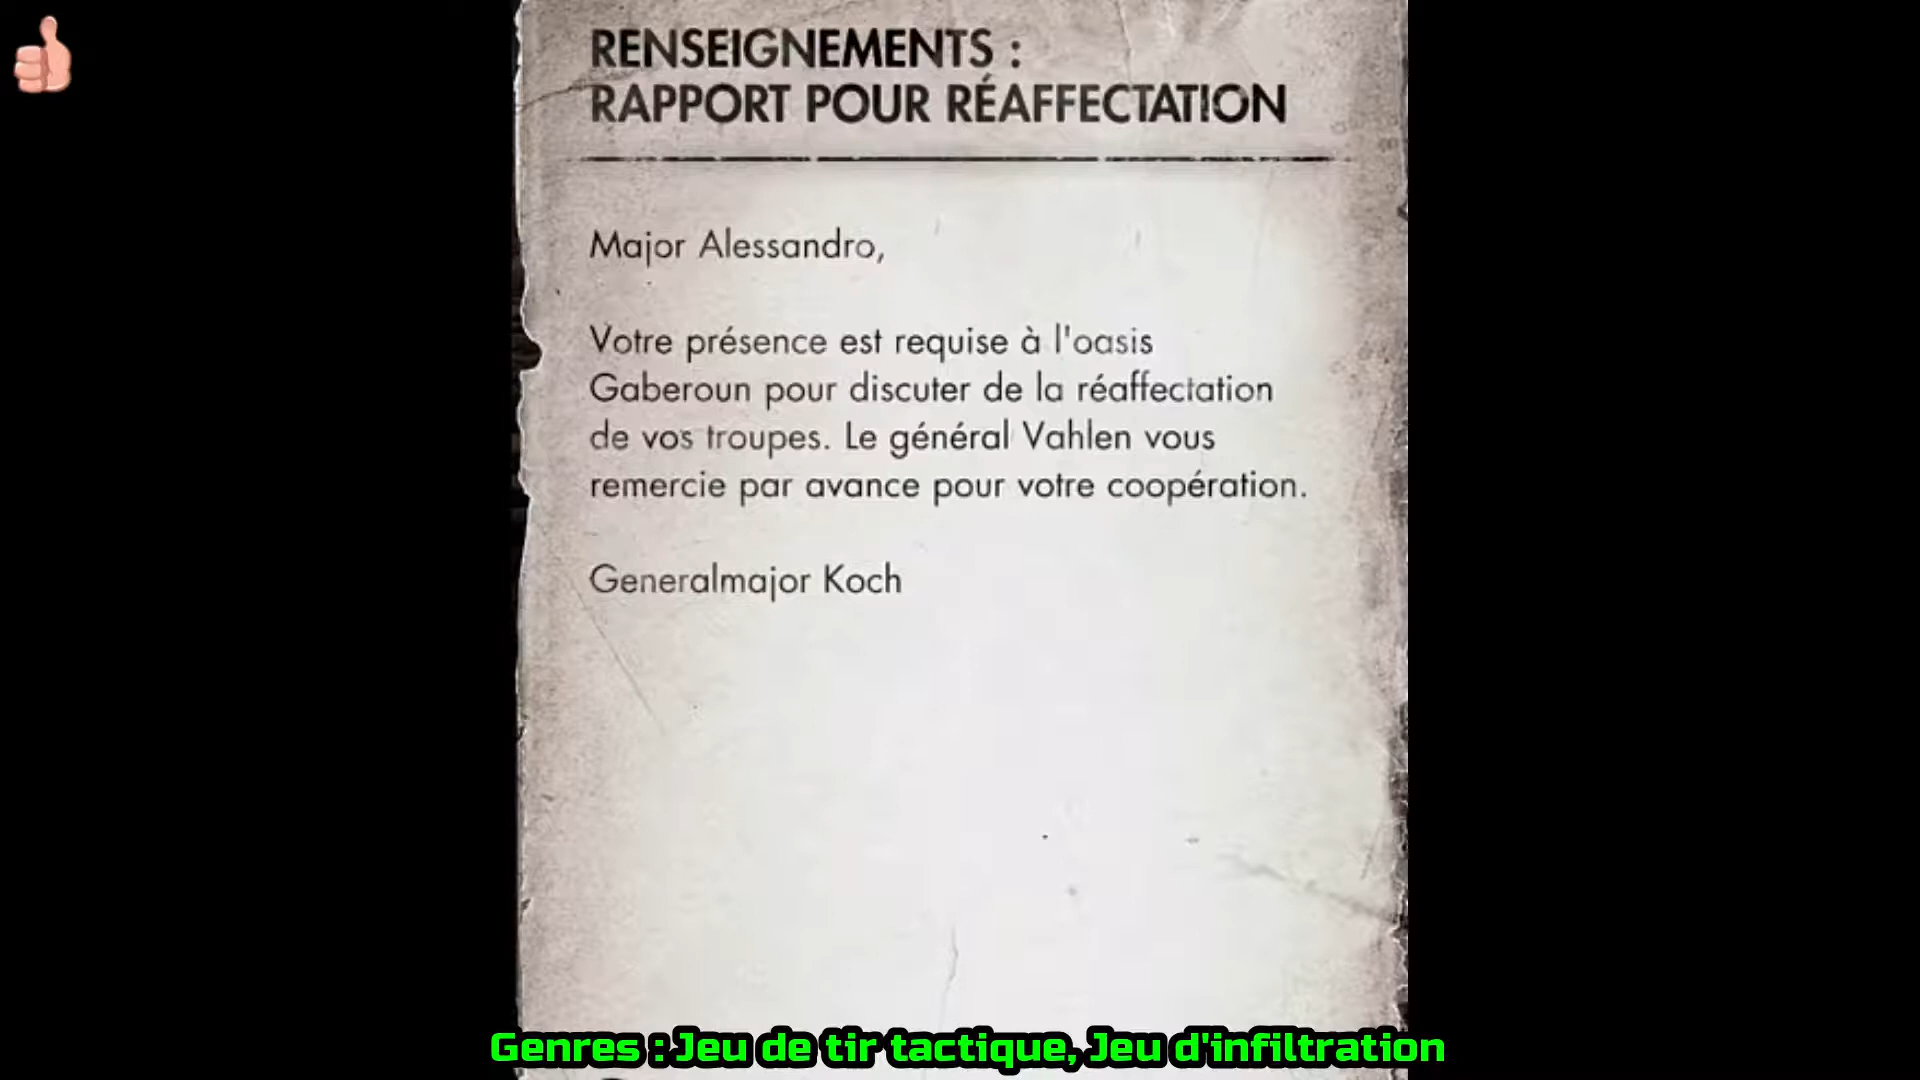 RENSEIGNEMENTS :
RAPPORT POUR RÉAFFECTATION
Major Alessandro,
Votre présence est requise à l'oasis
Gaberoun pour discuter de la réaffectation
de vos troupes. Le général Vahlen vous
remercie par avance pour votre coopération.
Generalmajor Koch
Genres : Jeu de tir tactique, Jeu d'infiltration